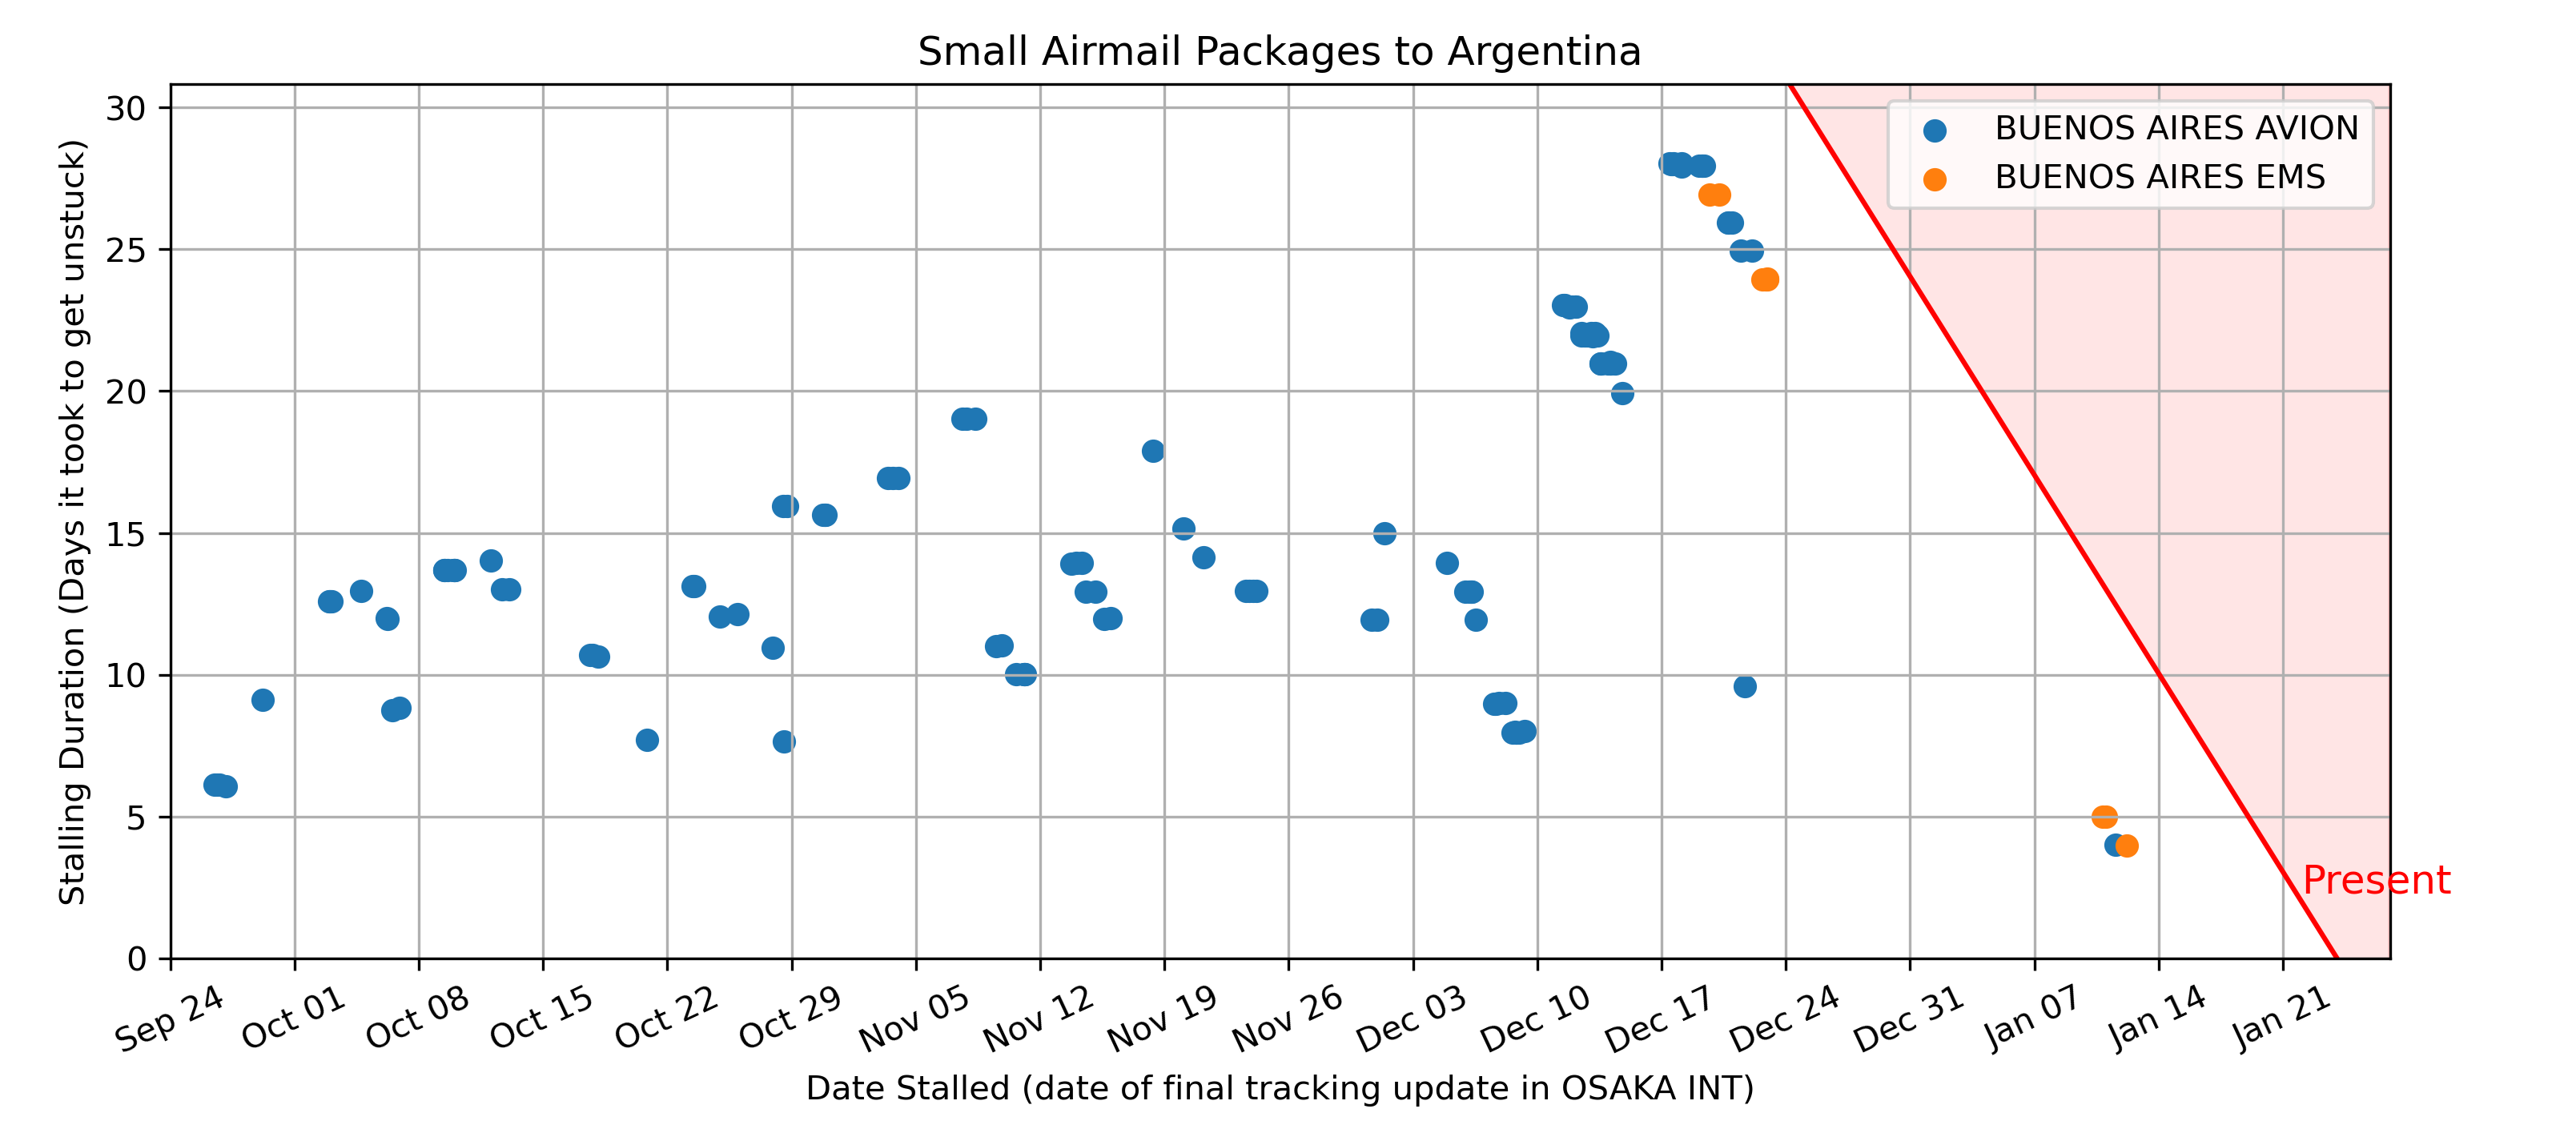 Small Airmail Packages to Argentina
Stalling Duration (Days it took to get unstuck)
30
25
20
15
10
5
0
BUENOS AIRES AVION
BUENOS AIRES EMS
Present
Sep 24
Oct 01
Oct 08
Oct 15
Oct 22
Oct 29
Nov 05
Nov 12
Nov 19
Nov 26
Dec 03
Dec 10
Dec 17
Dec 24
Dec 31
Jan 07
Jan 14
Jan 21
Date Stalled (date of final tracking update in OSAKA INT)